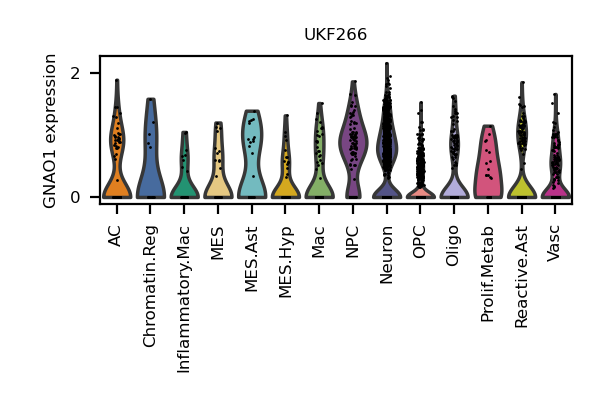 UKF266
GNAO1 expression
2
0
AC
Chromatin.Reg
Inflammatory.Mac
MES
MES.Ast
MES.Hyp
Mac
NPC
Neuron
OPC
Oligo
Prolif.Metab
Reactive.Ast
Vasc